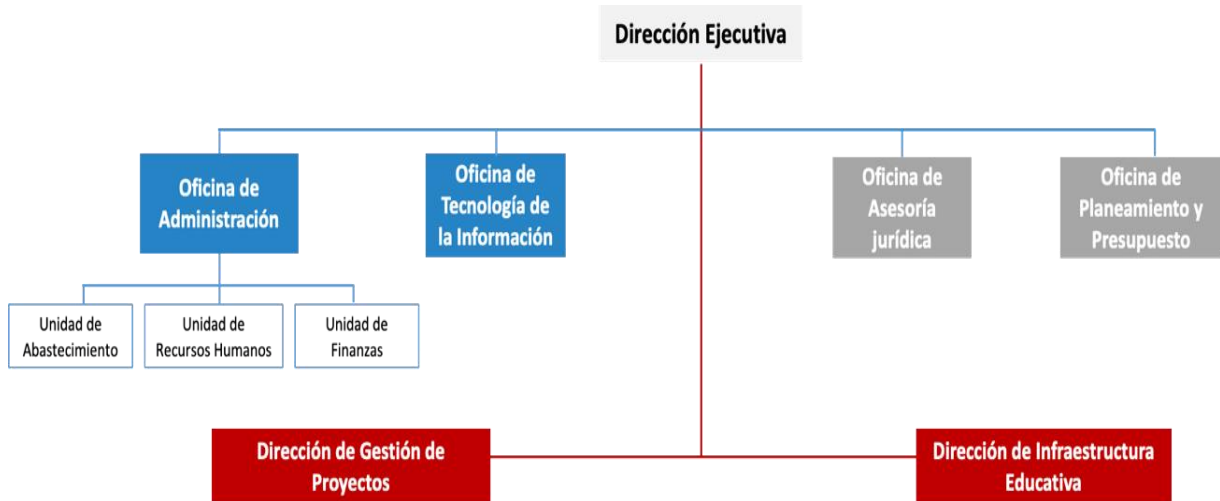 Dirección Ejecutiva
Oficina de
Administración
Oficina de
Tecnología de
la Información
Oficina de
Asesoría
jurídica
Oficina de
Planeamiento y
Presupuesto
Unidad de
Abastecimiento
Unidad de
Recursos Humanos
Unidad de
Finanzas
Dirección de Gestión de
Proyectos
Dirección de Infraestructura
Educativa